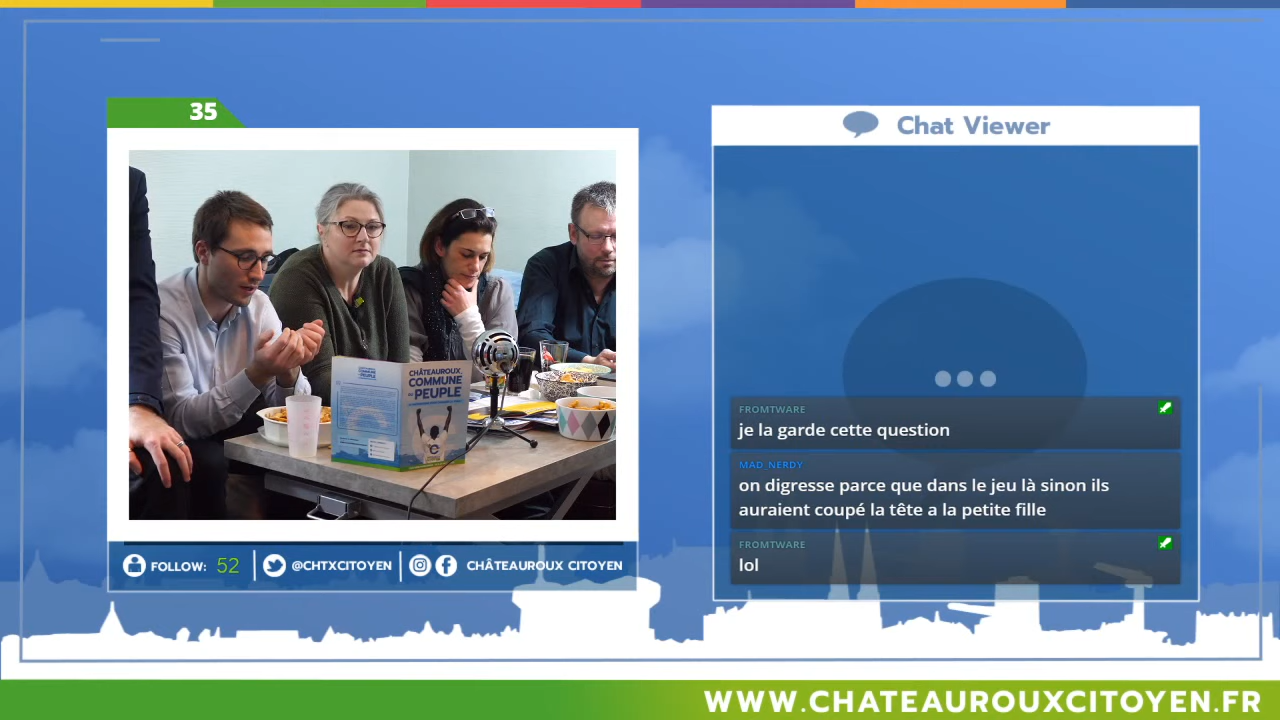 35
CHÂTEAUROUX,
COMMUNE
DU PEUPLE
FOLLOW: 52
@CHTXCITOYEN
CHÂTEAUROUX CITOYEN
Chat Viewer
FROMTWARE
je la garde cette question
MAD_NERDY
on digresse parce que dans le jeu là sinon ils
auraient coupé la tête a la petite fille
FROMTWARE
lol
WWW.CHATEAUROUXCITOYEN.FR